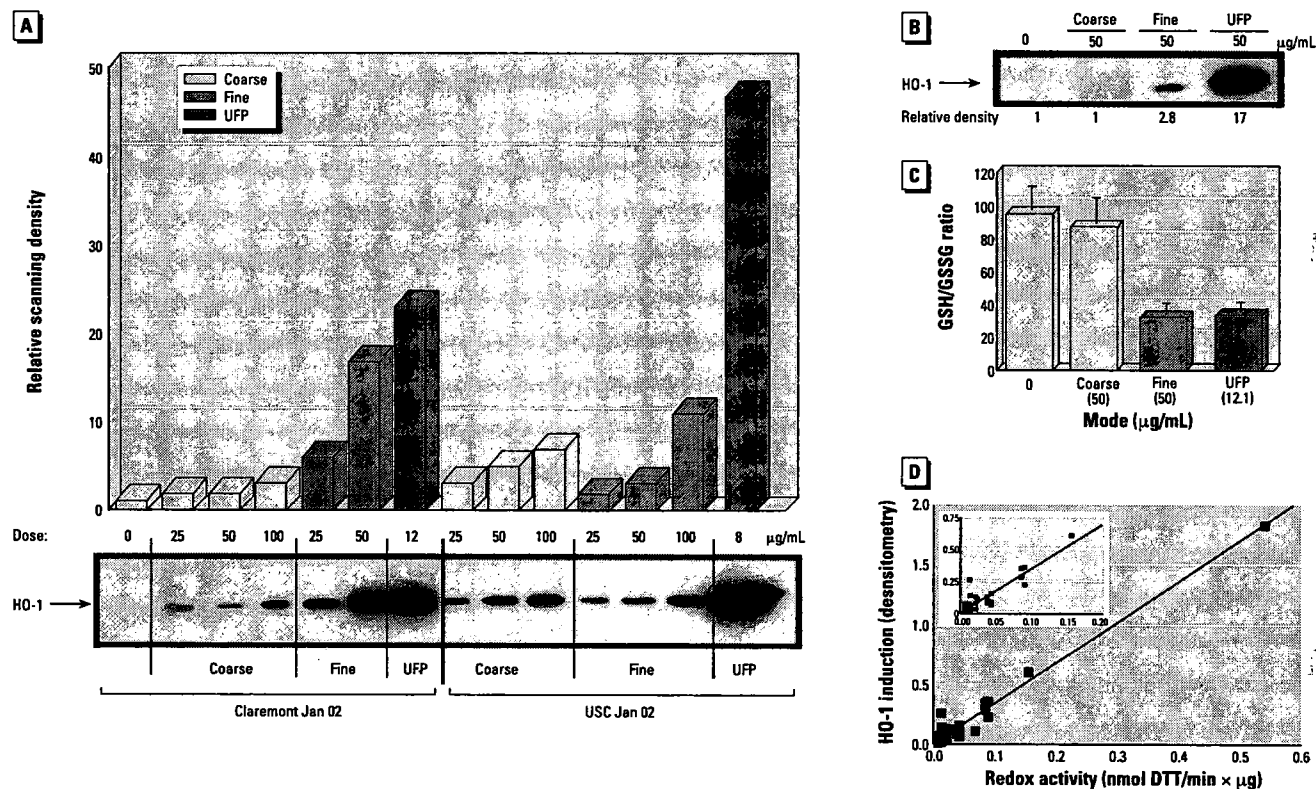 A
Relative scanning density
50
40
30
20
10
0
Coarse
Fine
UFP
Dose: 0 25 50 100 25 50 12 25 50 100 25 50 100 8 µg/mL
HO-1
Coarse Fine UFP Coarse Fine UFP
Claremont Jan 02 USC Jan 02
B
Coarse Fine UFP
0 50 50 50 µg/mL
HO-1
Relative density 1 1 2.8 17
C
GSH/GSSG ratio
120
100
80
60
40
20
0
0 Coarse Fine UFP
(50) (50) (12.1)
Mode (µg/mL)
D
HO-1 induction (densitometry)
2.0
1.5
1.0
0.5
0.0
0.75
0.50
0.25
0
0.00 0.05 0.10 0.15 0.20
0.0 0.1 0.2 0.3 0.4 0.5 0.6
Redox activity (nmol DTT/min × µg)